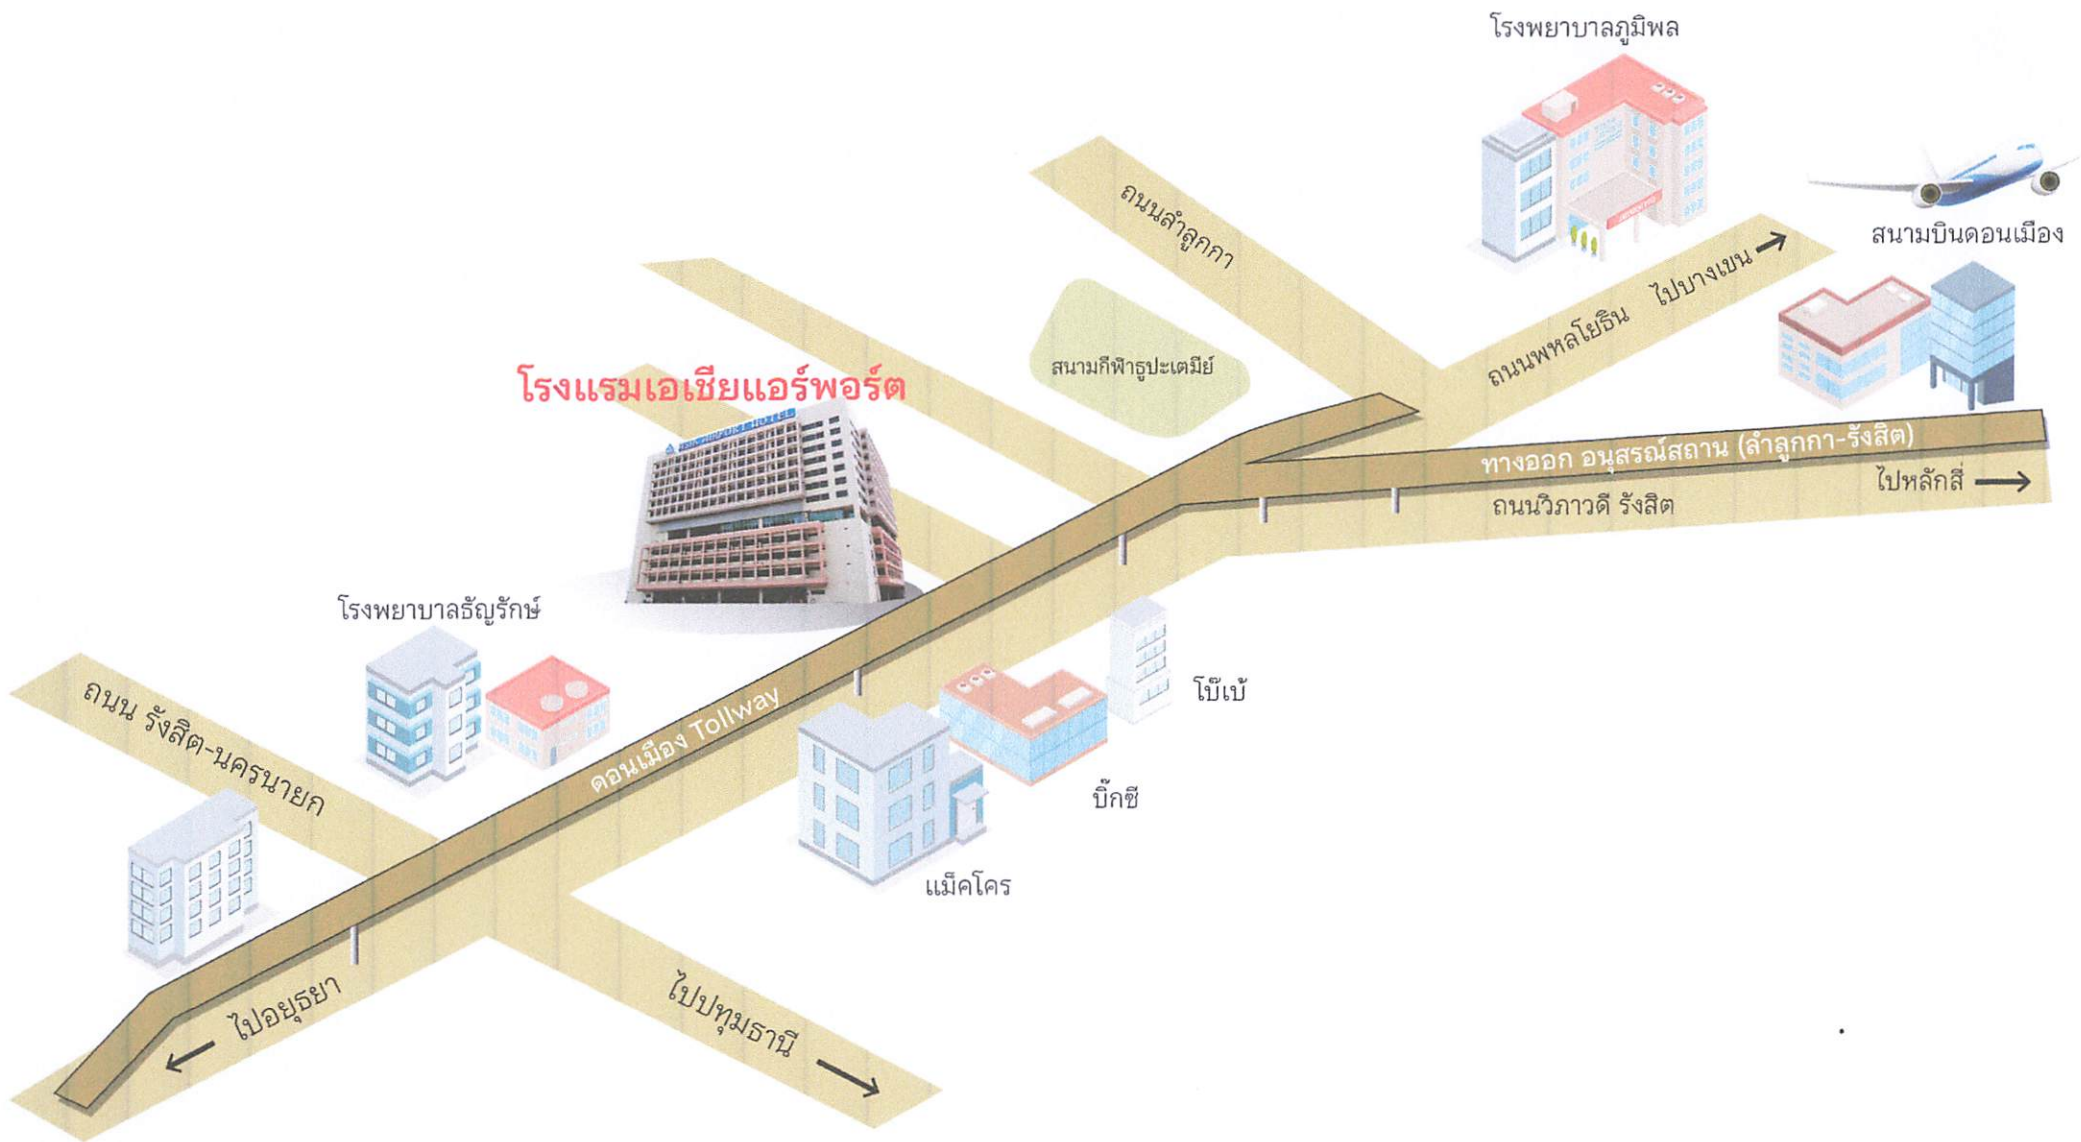 โรงพยาบาลภูมิพล
ถนนลำลูกกา
สนามบินดอนเมือง
ไปบางเขน
ถนนพหลโยธิน
สนามกีฬาธูปะเตมีย์
โรงแรมเอเชียแอร์พอร์ต
ทางออก อนุสรณ์สถาน (ลำลูกกา-รังสิต)
ไปหลักสี่
ถนนวิภาวดี รังสิต
โรงพยาบาลธัญรักษ์
โบ๊เบ๊
ถนน รังสิต-นครนายก
ดอนเมือง Tollway
บิ๊กซี
แม็คโคร
ไปอยุธยา
ไปปทุมธานี